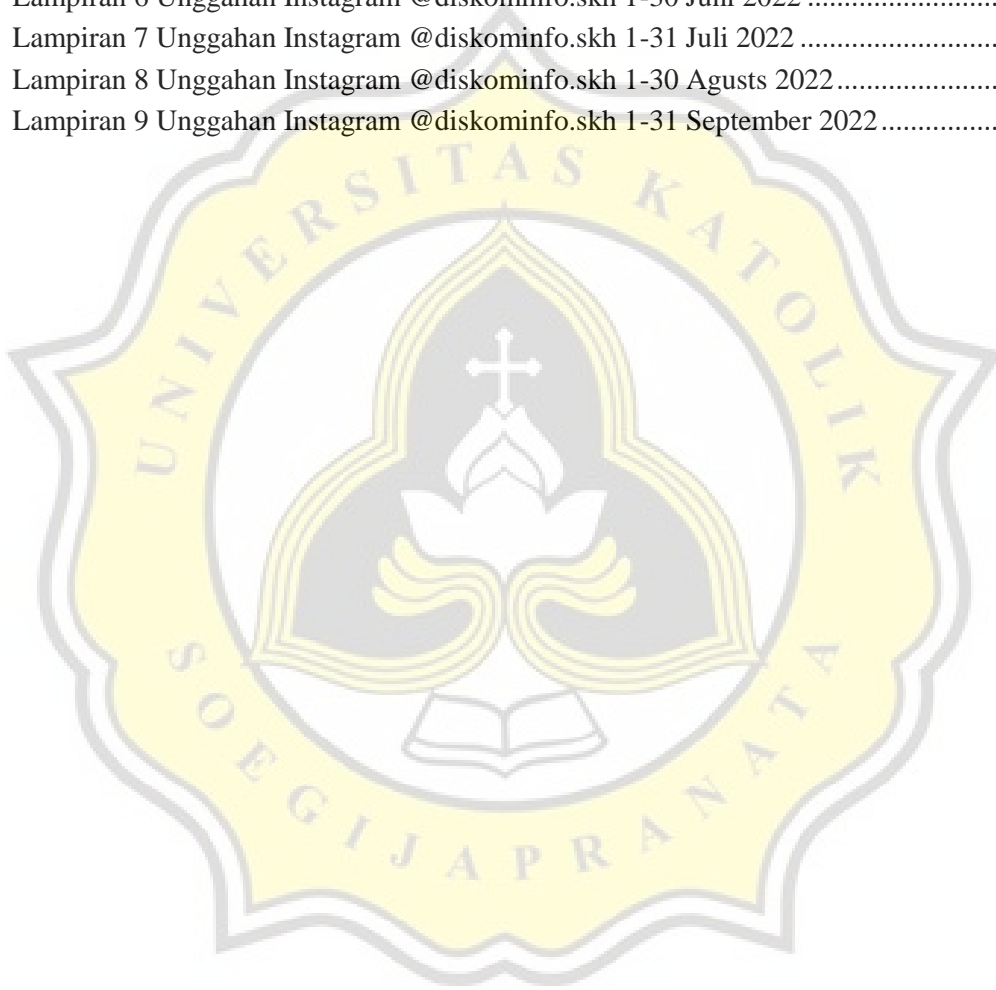 Lampiran 6 Unggahan Instagram @diskominfo.skh 1-30 Juni 2022 ..........................
Lampiran 7 Unggahan Instagram @diskominfo.skh 1-31 Juli 2022 ...........................
Lampiran 8 Unggahan Instagram @diskominfo.skh 1-30 Agusts 2022......................
Lampiran 9 Unggahan Instagram @diskominfo.skh 1-31 September 2022................
UNIVERSITAS KATOLIK
SOEGIJAPRANATA